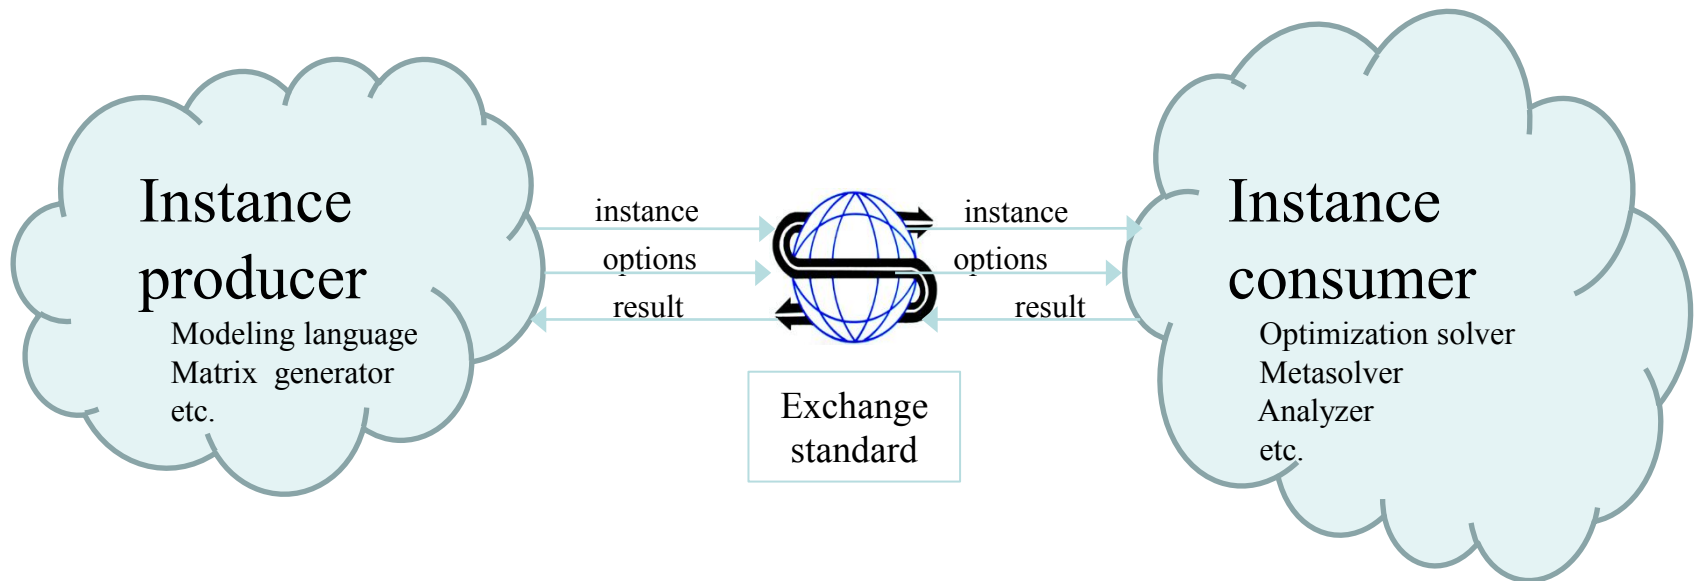 Instance
producer
Modeling language
Matrix generator
etc.
instance
options
result
Exchange
standard
instance
options
result
Instance
consumer
Optimization solver
Metasolver
Analyzer
etc.